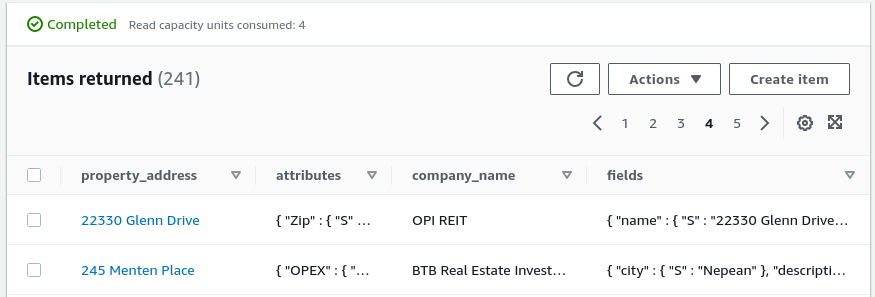 Completed Read capacity units consumed: 4
Items returned (241)
Actions
Create item
1 2 3 4 5
property_address attributes company_name fields
22330 Glenn Drive { "Zip" : { "S" ... OPI REIT { "name" : { "S" : "22330 Glenn Drive...
245 Menten Place { "OPEX" : { "... BTB Real Estate Invest... { "city" : { "S" : "Nepean" }, "descripti...